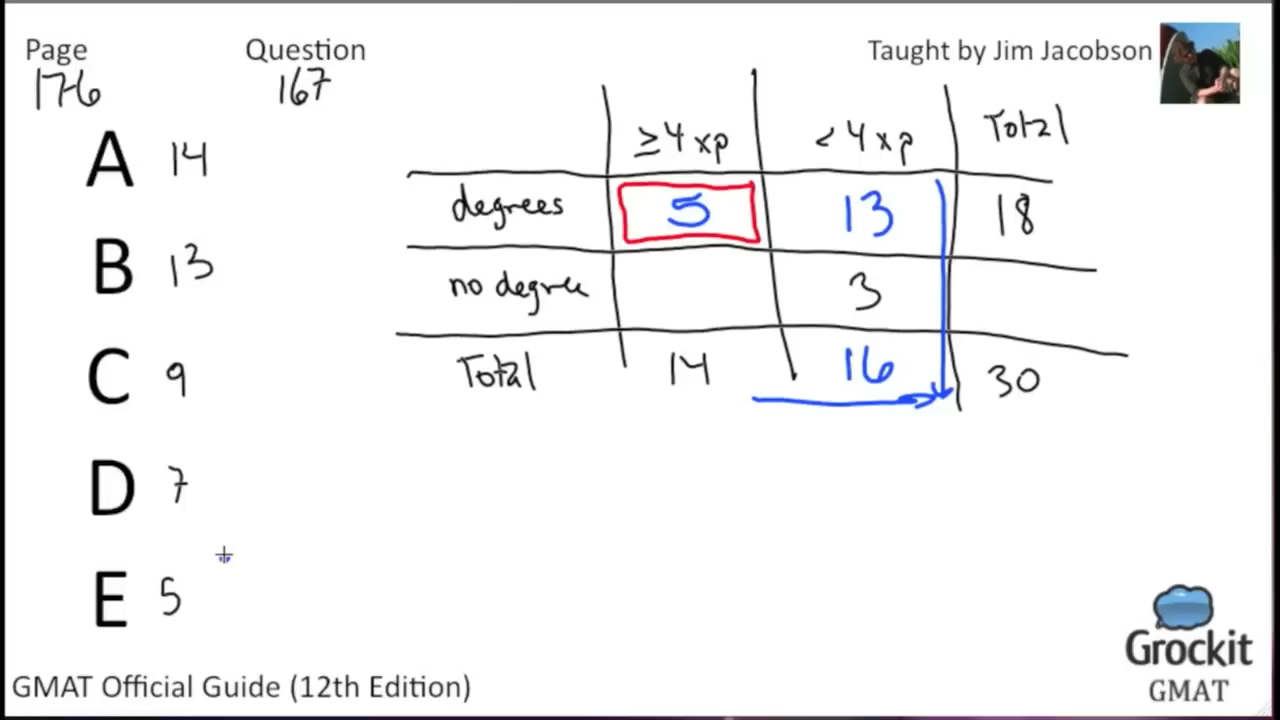 Page Question Taught by Jim Jacobson
176 167
A 14
B 13
C 9
D 7
E 5
≥4 xp <4 xp Total
degrees 5 13 18
no degree 3
Total 14 16 30
Grockit
GMAT
GMAT Official Guide (12th Edition)